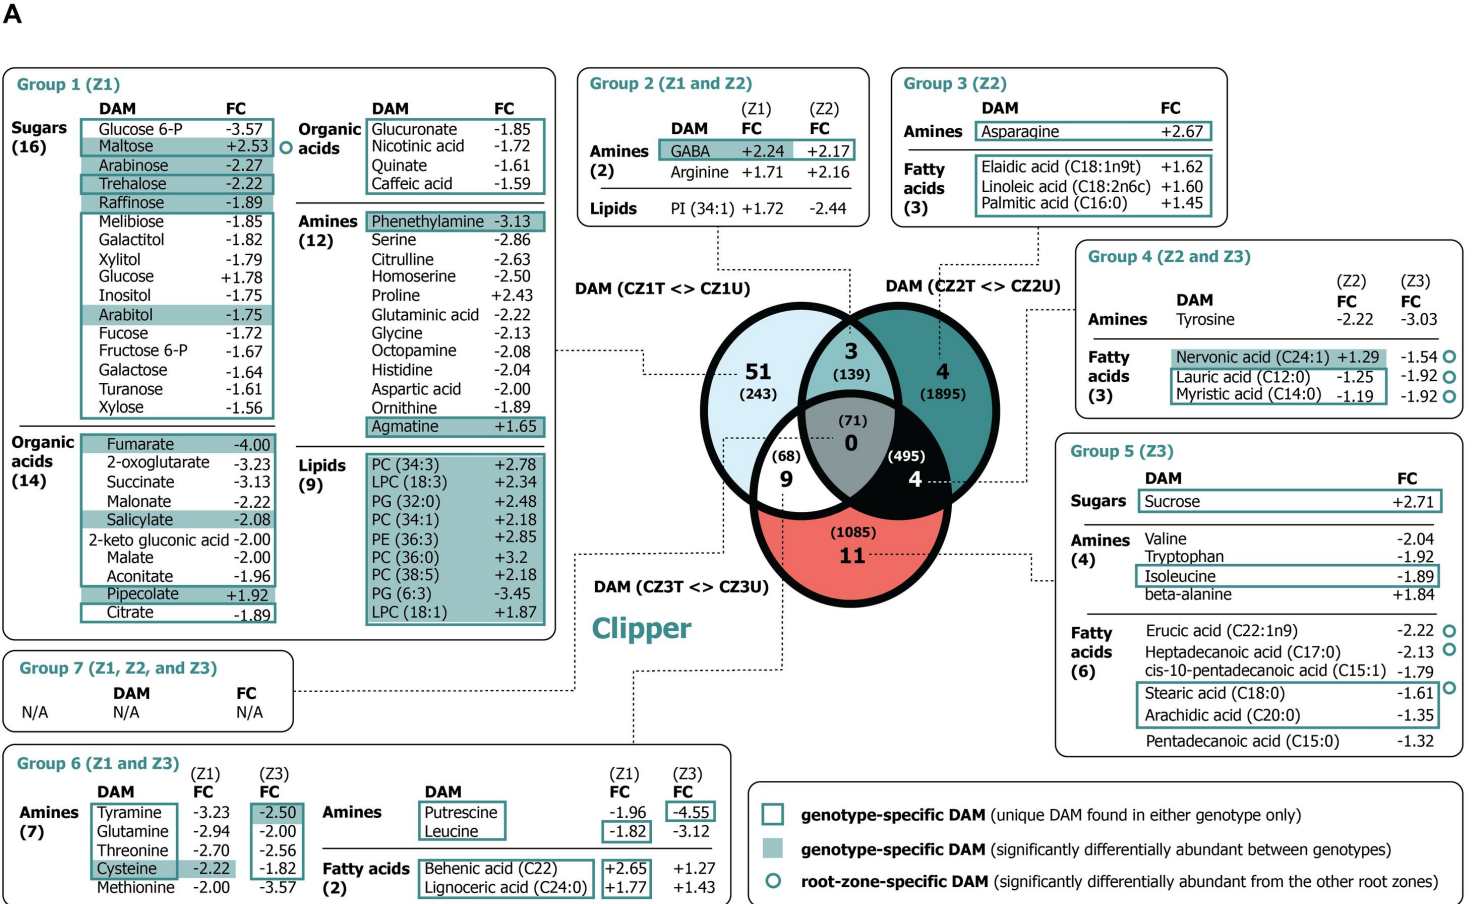 A
Group 1 (Z1)
DAM FC
Sugars (16)
Glucose 6-P -3.57
Maltose +2.53
Arabinose -2.27
Trehalose -2.22
Raffinose -1.89
Melibiose -1.85
Galactitol -1.82
Xylitol -1.79
Glucose +1.78
Inositol -1.75
Arabitol -1.75
Fucose -1.72
Fructose 6-P -1.67
Galactose -1.64
Turanose -1.61
Xylose -1.56
Organic acids (14)
Fumarate -4.00
2-oxoglutarate -3.23
Succinate -3.13
Malonate -2.22
Salicylate -2.08
2-keto gluconic acid -2.00
Malate -2.00
Aconitate -1.96
Pipecolate +1.92
Citrate -1.89
DAM FC
Organic acids
Glucuronate -1.85
Nicotinic acid -1.72
Quinate -1.61
Caffeic acid -1.59
Amines (12)
Phenethylamine -3.13
Serine -2.86
Citrulline -2.63
Homoserine -2.50
Proline +2.43
Glutaminic acid -2.22
Glycine -2.13
Octopamine -2.08
Histidine -2.04
Aspartic acid -2.00
Ornithine -1.89
Agmatine +1.65
Lipids (9)
PC (34:3) +2.78
LPC (18:3) +2.34
PG (32:0) +2.48
PC (34:1) +2.18
PE (36:3) +2.85
PC (36:0) +3.2
PC (38:5) +2.18
PG (6:3) -3.45
LPC (18:1) +1.87
Group 2 (Z1 and Z2)
(Z1) (Z2)
DAM FC FC
Amines (2)
GABA +2.24 +2.17
Arginine +1.71 +2.16
Lipids PI (34:1) +1.72 -2.44
Group 3 (Z2)
DAM FC
Amines Asparagine +2.67
Fatty acids (3)
Elaidic acid (C18:1n9t) +1.62
Linoleic acid (C18:2n6c) +1.60
Palmitic acid (C16:0) +1.45
Group 4 (Z2 and Z3)
(Z2) (Z3)
DAM FC FC
Amines Tyrosine -2.22 -3.03
Fatty acids (3)
Nervonic acid (C24:1) +1.29 -1.54
Lauric acid (C12:0) -1.25 -1.92
Myristic acid (C14:0) -1.19 -1.92
Group 5 (Z3)
DAM FC
Sugars Sucrose +2.71
Amines (4)
Valine -2.04
Tryptophan -1.92
Isoleucine -1.89
beta-alanine +1.84
Fatty acids (6)
Erucic acid (C22:1n9) -2.22
Heptadecanoic acid (C17:0) -2.13
cis-10-pentadecanoic acid (C15:1) -1.79
Stearic acid (C18:0) -1.61
Arachidic acid (C20:0) -1.35
Pentadecanoic acid (C15:0) -1.32
DAM (CZ1T <> CZ1U)
DAM (CZ2T <> CZ2U)
51
(243)
3
(139)
4
(1895)
(71)
0
(68)
9
(495)
4
(1085)
11
DAM (CZ3T <> CZ3U)
Clipper
Group 7 (Z1, Z2, and Z3)
DAM FC
N/A N/A N/A
Group 6 (Z1 and Z3)
(Z1) (Z3)
DAM FC FC
Amines (7)
Tyramine -3.23 -2.50
Glutamine -2.94 -2.00
Threonine -2.70 -2.56
Cysteine -2.22 -1.82
Methionine -2.00 -3.57
(Z1) (Z3)
DAM FC FC
Amines
Putrescine -1.96 -4.55
Leucine -1.82 -3.12
Fatty acids (2)
Behenic acid (C22) +2.65 +1.27
Lignoceric acid (C24:0) +1.77 +1.43
genotype-specific DAM (unique DAM found in either genotype only)
genotype-specific DAM (significantly differentially abundant between genotypes)
root-zone-specific DAM (significantly differentially abundant from the other root zones)